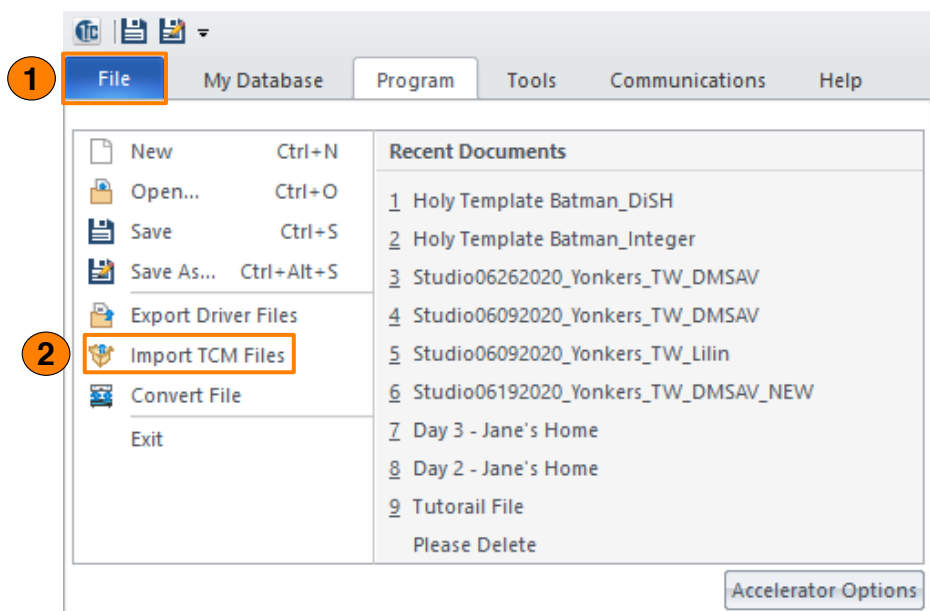 TC
1
File My Database Program Tools Communications Help
New Ctrl+N
Open... Ctrl+O
Save Ctrl+S
Save As... Ctrl+Alt+S
Export Driver Files
2
Import TCM Files
Convert File
Exit
Recent Documents
1 Holy Template Batman_DiSH
2 Holy Template Batman_Integer
3 Studio06262020_Yonkers_TW_DMSAV
4 Studio06092020_Yonkers_TW_DMSAV
5 Studio06092020_Yonkers_TW_Lilin
6 Studio06192020_Yonkers_TW_DMSAV_NEW
7 Day 3 - Jane's Home
8 Day 2 - Jane's Home
9 Tutorail File
Please Delete
Accelerator Options